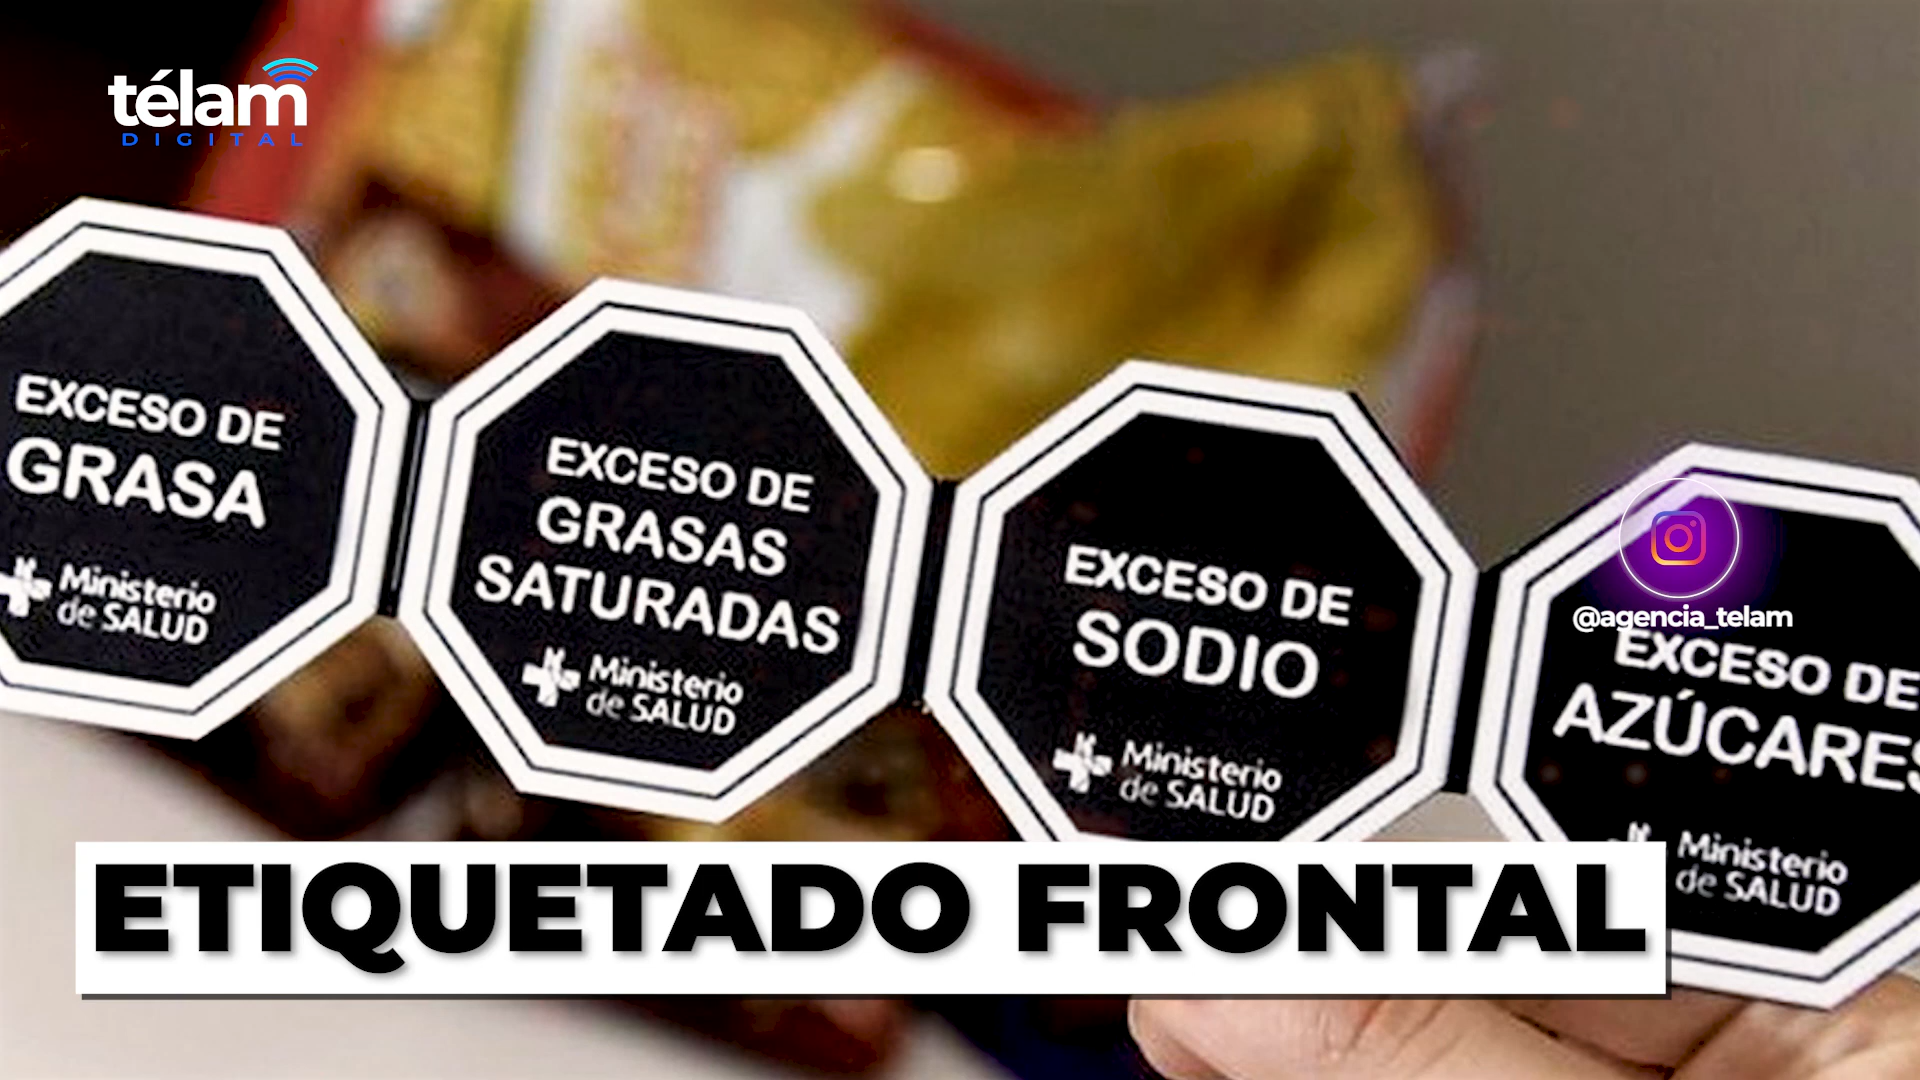 télam
DIGITAL
EXCESO DE
GRASA
Ministerio
de SALUD
EXCESO DE
GRASAS
SATURADAS
Ministerio
de SALUD
EXCESO DE
SODIO
Ministerio
de SALUD
@agencia_telam
EXCESO DE
AZÚCARES
Ministerio
de SALUD
ETIQUETADO FRONTAL